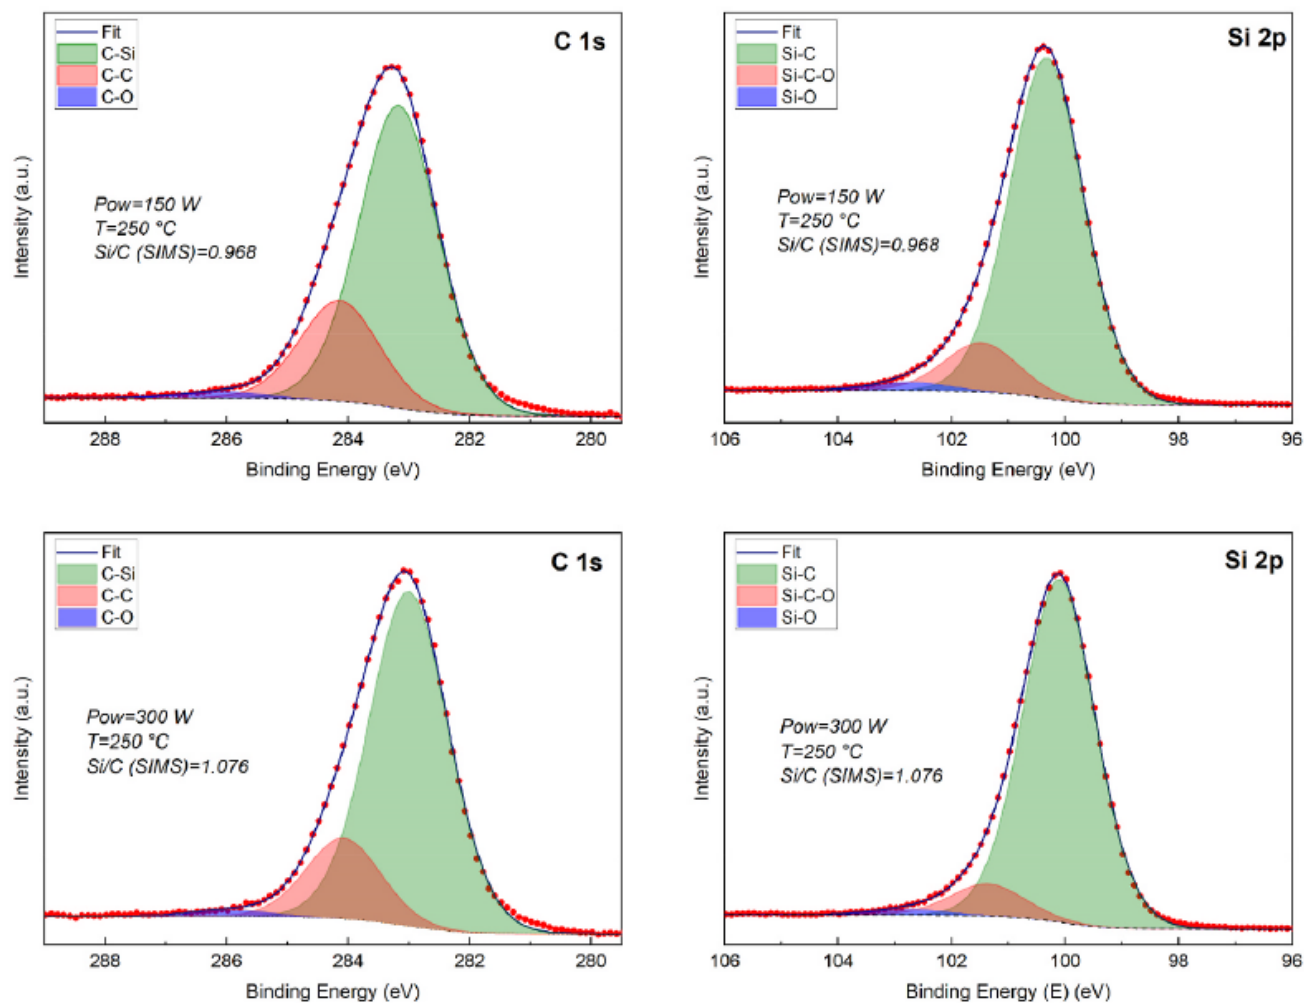 Fit
C-Si
C-C
C-O
C 1s
Pow=150 W
T=250 °C
Si/C (SIMS)=0.968
Intensity (a.u.)
288 286 284 282 280
Binding Energy (eV)
Fit
Si-C
Si-C-O
Si-O
Si 2p
Pow=150 W
T=250 °C
Si/C (SIMS)=0.968
Intensity (a.u.)
106 104 102 100 98 96
Binding Energy (eV)
Fit
C-Si
C-C
C-O
C 1s
Pow=300 W
T=250 °C
Si/C (SIMS)=1.076
Intensity (a.u.)
288 286 284 282 280
Binding Energy (eV)
Fit
Si-C
Si-C-O
Si-O
Si 2p
Pow=300 W
T=250 °C
Si/C (SIMS)=1.076
Intensity (a.u.)
106 104 102 100 98 96
Binding Energy (E) (eV)